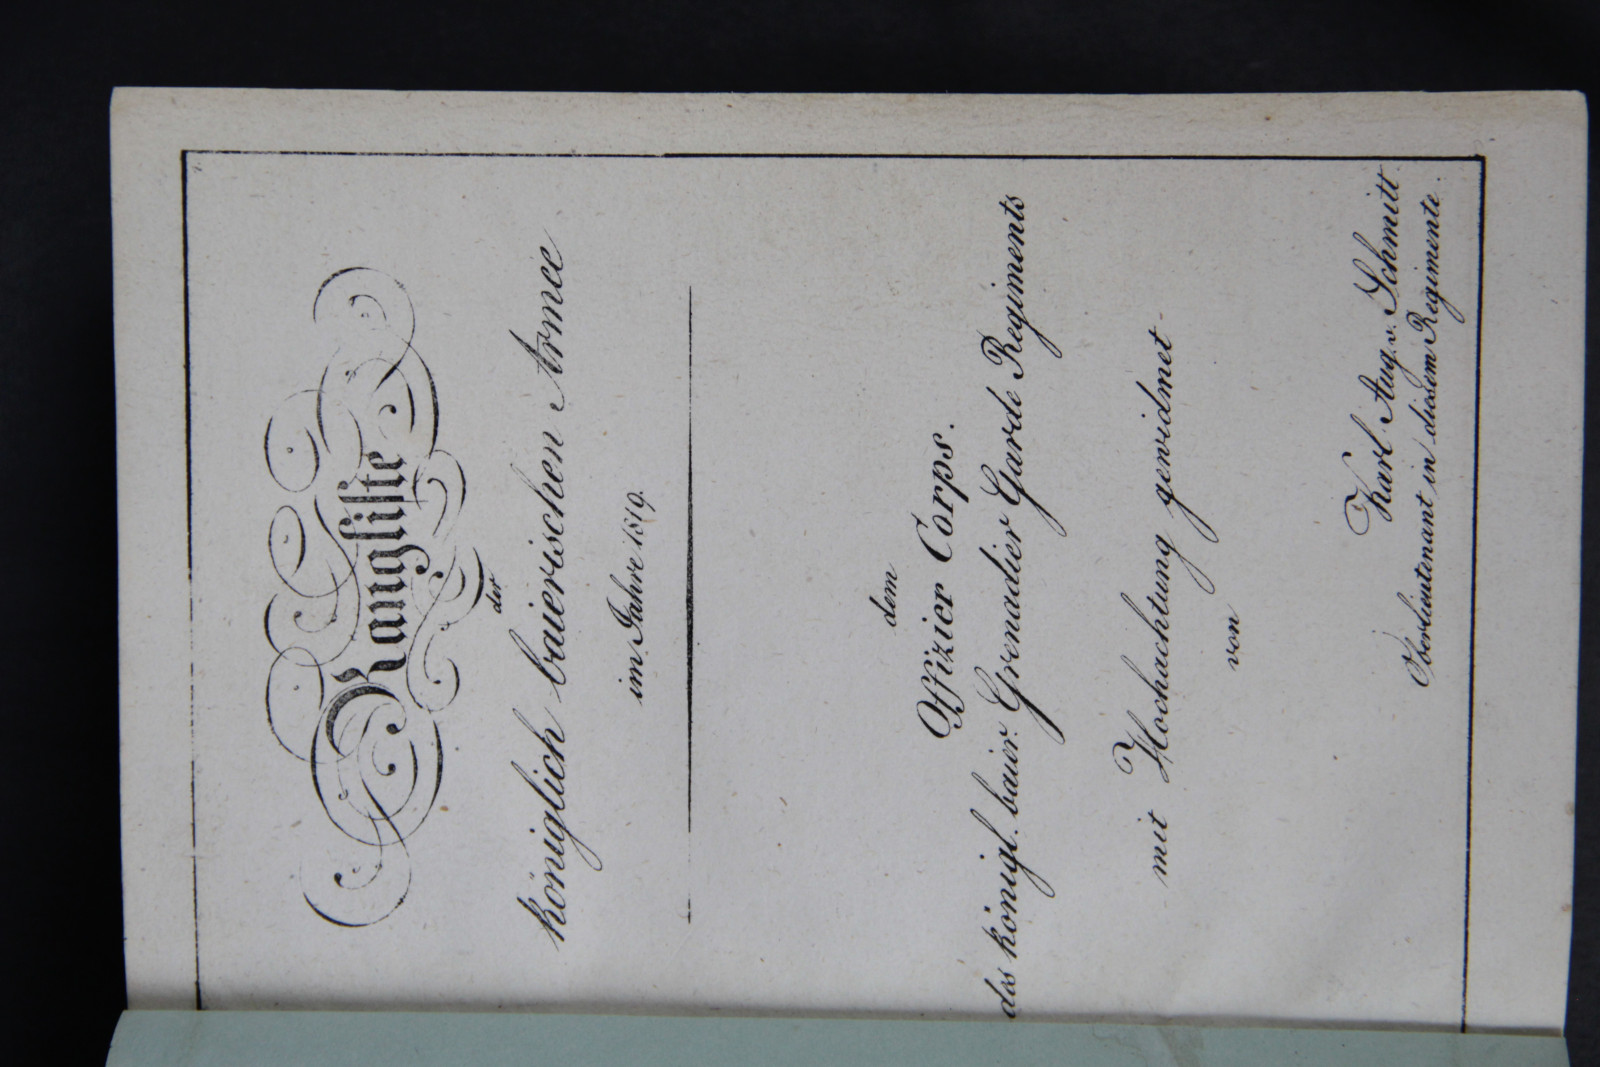 Rangliste
der
königlich baierischen Armee
im Jahre 1819.
dem
Offizier Corps.
des königl. baier. Grenadier Garde Regiments
mit Hochachtung gewidmet
von
Karl Aug. v. Schmitt
Oberlieutenant in diesem Regimente.